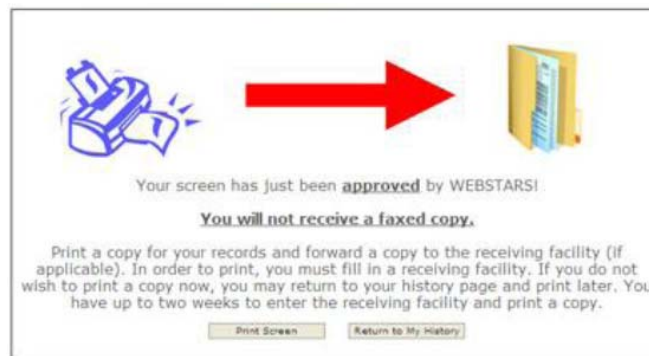 Your screen has just been approved by WEBSTARS!
You will not receive a faxed copy.
Print a copy for your records and forward a copy to the receiving facility (if
applicable). In order to print, you must fill in a receiving facility. If you do not
wish to print a copy now, you may return to your history page and print later. You
have up to two weeks to enter the receiving facility and print a copy.
Print Screen Return to My History